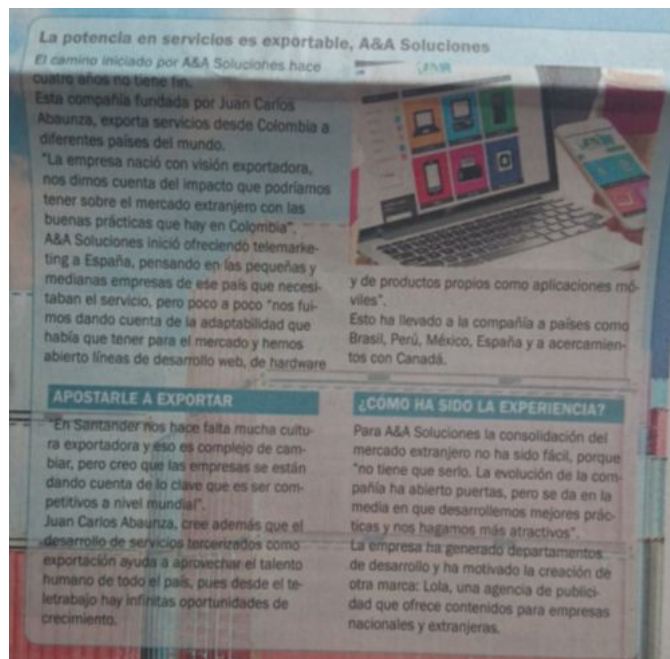 La potencia en servicios es exportable, A&A Soluciones
El camino iniciado por A&A Soluciones hace
cuatro años no tiene fin.
Esta compañía fundada por Juan Carlos
Abaunza, exporta servicios desde Colombia a
diferentes países del mundo.
"La empresa nació con visión exportadora,
nos dimos cuenta del impacto que podríamos
tener sobre el mercado extranjero con las
buenas prácticas que hay en Colombia".
A&A Soluciones inició ofreciendo telemarke-
ting a España, pensando en las pequeñas y
medianas empresas de ese país que necesi-
taban el servicio, pero poco a poco "nos fui-
mos dando cuenta de la adaptabilidad que
había que tener para el mercado y hemos
abierto líneas de desarrollo web, de hardware
y de productos propios como aplicaciones mó-
viles".
Esto ha llevado a la compañía a países como
Brasil, Perú, México, España y a acercamien-
tos con Canadá.
APOSTARLE A EXPORTAR
"En Santander nos hace falta mucha cultu-
ra exportadora y eso es complejo de cam-
biar, pero creo que las empresas se están
dando cuenta de lo clave que es ser com-
petitivos a nivel mundial".
Juan Carlos Abaunza, cree además que el
desarrollo de servicios tercerizados como
exportación ayuda a aprovechar el talento
humano de todo el país, pues desde el te-
letrabajo hay infinitas oportunidades de
crecimiento.
¿CÓMO HA SIDO LA EXPERIENCIA?
Para A&A Soluciones la consolidación del
mercado extranjero no ha sido fácil, porque
"no tiene que serlo. La evolución de la com-
pañía ha abierto puertas, pero se da en la
media en que desarrollemos mejores prác-
ticas y nos hagamos más atractivos".
La empresa ha generado departamentos
de desarrollo y ha motivado la creación de
otra marca: Lola, una agencia de publici-
dad que ofrece contenidos para empresas
nacionales y extranjeras.